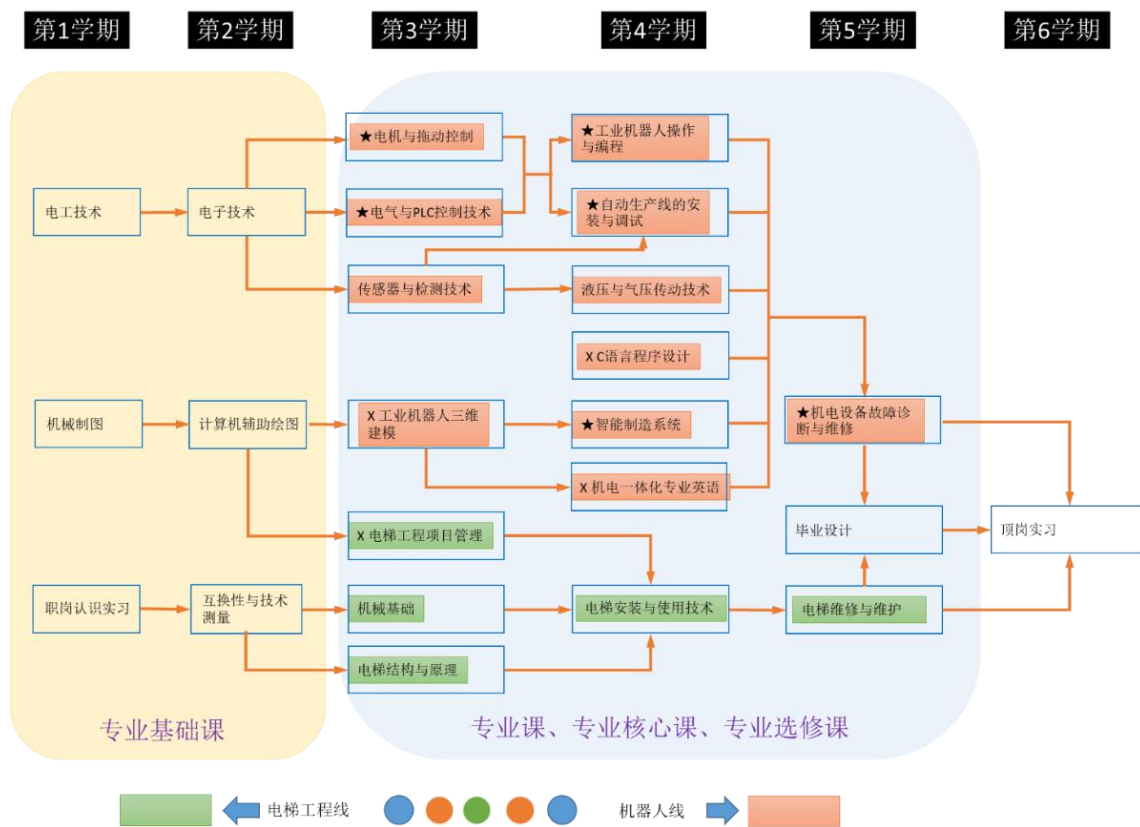 第1学期
第2学期
第3学期
第4学期
第5学期
第6学期
★电机与拖动控制
★工业机器人操作
与编程
电工技术
电子技术
★电气与PLC控制技术
★自动生产线的安
装与调试
传感器与检测技术
液压与气压传动技术
X C语言程序设计
机械制图
计算机辅助绘图
X 工业机器人三维
建模
★智能制造系统
★机电设备故障诊
断与维修
X 机电一体化专业英语
X 电梯工程项目管理
毕业设计
顶岗实习
职岗认识实习
互换性与技术
测量
机械基础
电梯安装与使用技术
电梯维修与维护
电梯结构与原理
专业基础课
专业课、专业核心课、专业选修课
电梯工程线
机器人线